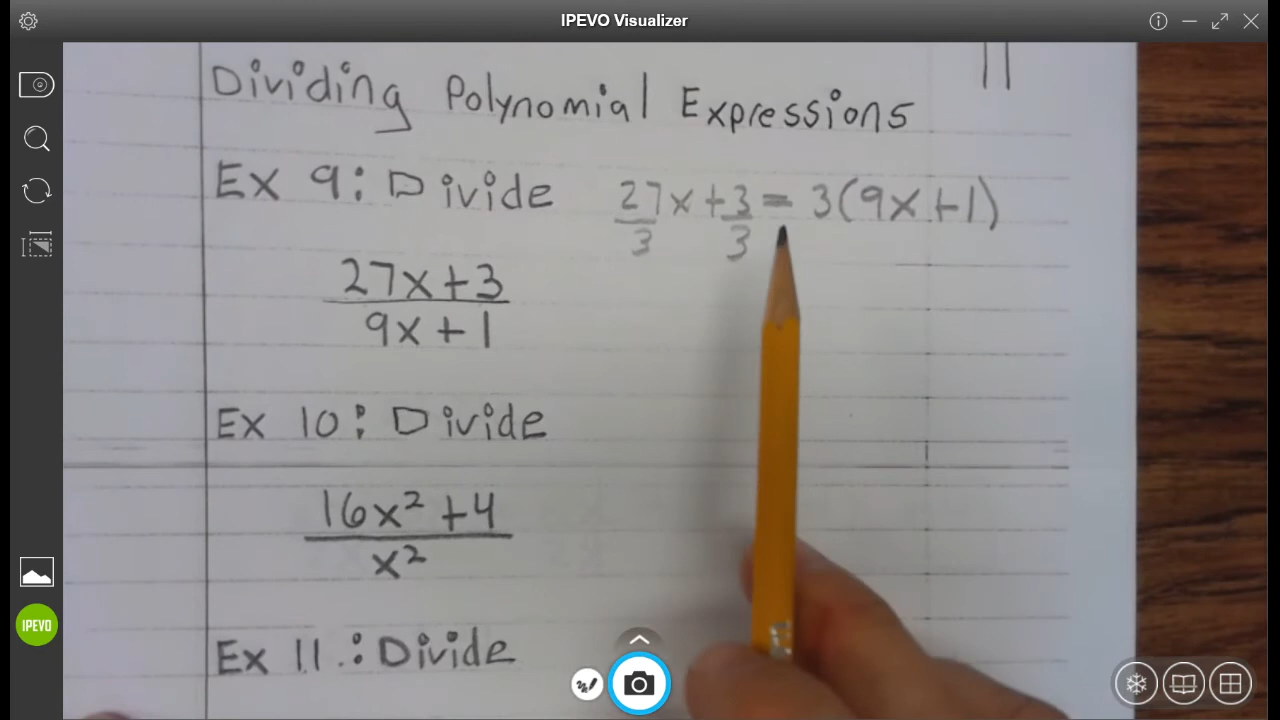 IPEVO Visualizer
Dividing Polynomial Expressions
Ex 9: Divide
27x+3 = 3(9x+1)
3 3
27x+3
9x+1
Ex 10: Divide
16x²+4
x²
Ex 11.: Divide
IPEVO